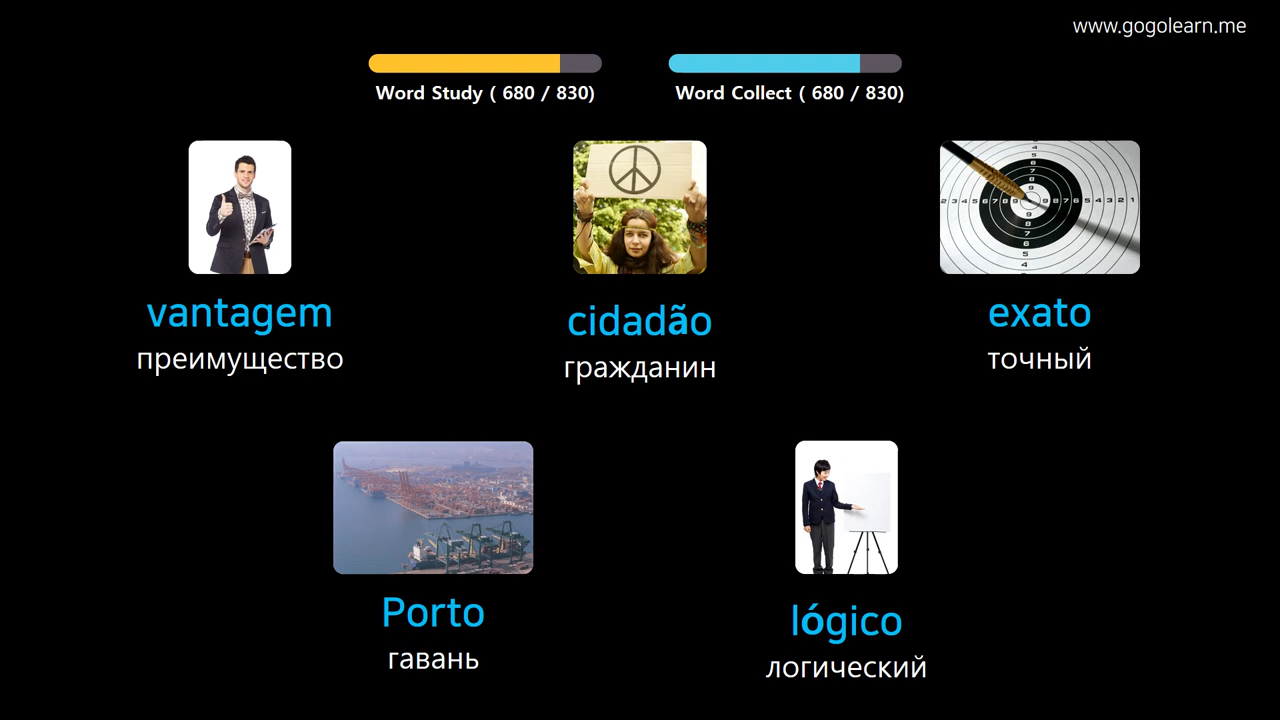 www.gogolearn.me
Word Study ( 680 / 830)
Word Collect ( 680 / 830)
vantagem
преимущество
cidadão
гражданин
exato
точный
Porto
гавань
lógico
логический